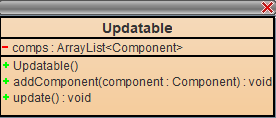 Updatable
- comps : ArrayList<Component>
+ Updatable()
+ addComponent(component : Component) : void
+ update() : void